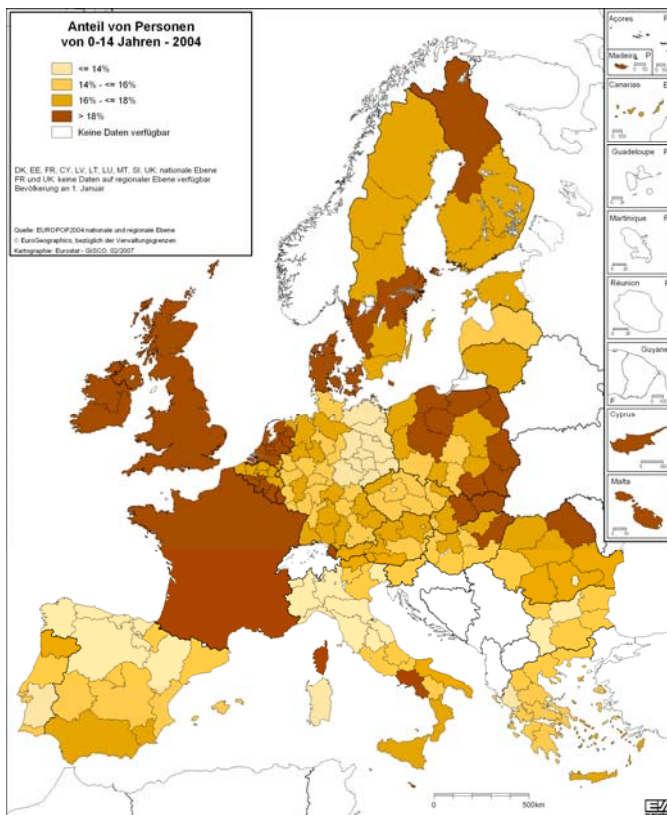 Anteil von Personen
von 0-14 Jahren - 2004
<= 14%
14% - <= 16%
16% - <= 18%
> 18%
Keine Daten verfügbar
DK, EE, FR, CY, LV, LT, LU, MT, SI, UK: nationale Ebene
FR und UK: keine Daten auf regionaler Ebene verfügbar
Bevölkerung an 1. Januar
Quelle: EUROPOP2004 nationale und regionale Ebene
© EuroGeographics, bezüglich der Verwaltungsgrenzen
Kartographie: Eurostat - GISCO, 02/2007
Açores P
Madeira P
Canarias E
Guadeloupe
Martinique
Réunion
Guyane
F
Cyprus
Malta
0 500km